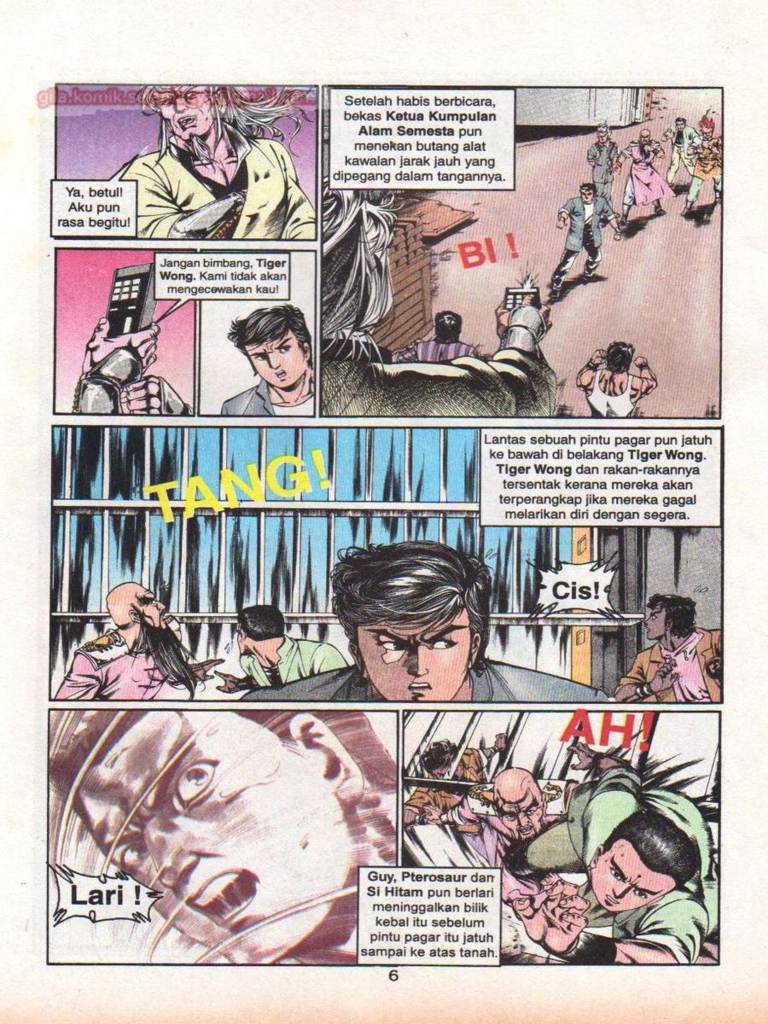 Ya, betul!
Aku pun
rasa begitu!
Setelah habis berbicara,
bekas Ketua Kumpulan
Alam Semesta pun
menekan butang alat
kawalan jarak jauh yang
dipegang dalam tangannya.
BI !
Jangan bimbang, Tiger
Wong. Kami tidak akan
mengecewakan kau!
TANG!
Lantas sebuah pintu pagar pun jatuh
ke bawah di belakang Tiger Wong.
Tiger Wong dan rakan-rakannya
tersentak kerana mereka akan
terperangkap jika mereka gagal
melarikan diri dengan segera.
Cis!
Lari !
AH!
Guy, Pterosaur dan
Si Hitam pun berlari
meninggalkan bilik
kebal itu sebelum
pintu pagar itu jatuh
sampai ke atas tanah.
6